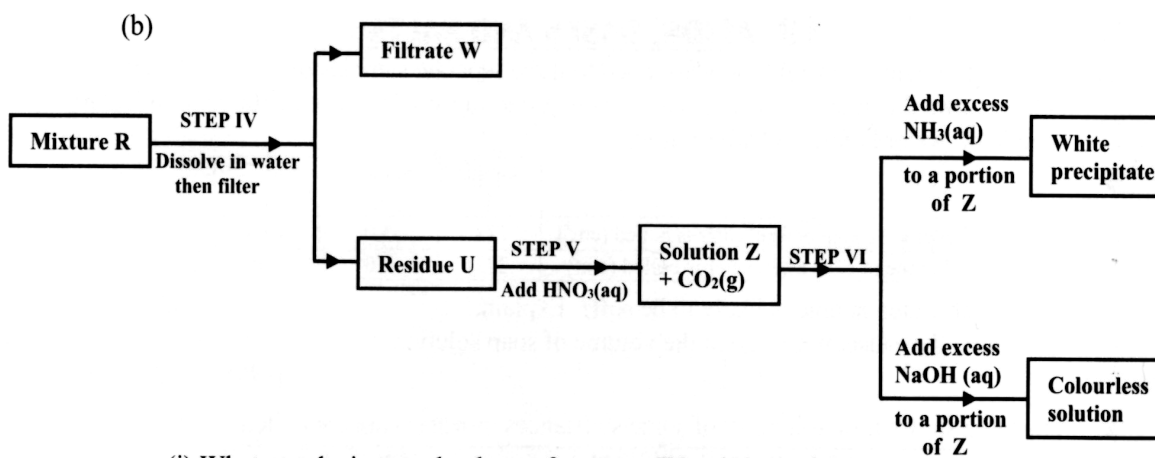 (b)
Filtrate W
Mixture R
STEP IV
Dissolve in water
then filter
Residue U
STEP V
Add HNO₃(aq)
Solution Z
+ CO₂(g)
STEP VI
Add excess
NH₃(aq)
to a portion
of Z
White
precipitate
Add excess
NaOH (aq)
to a portion
of Z
Colourless
solution